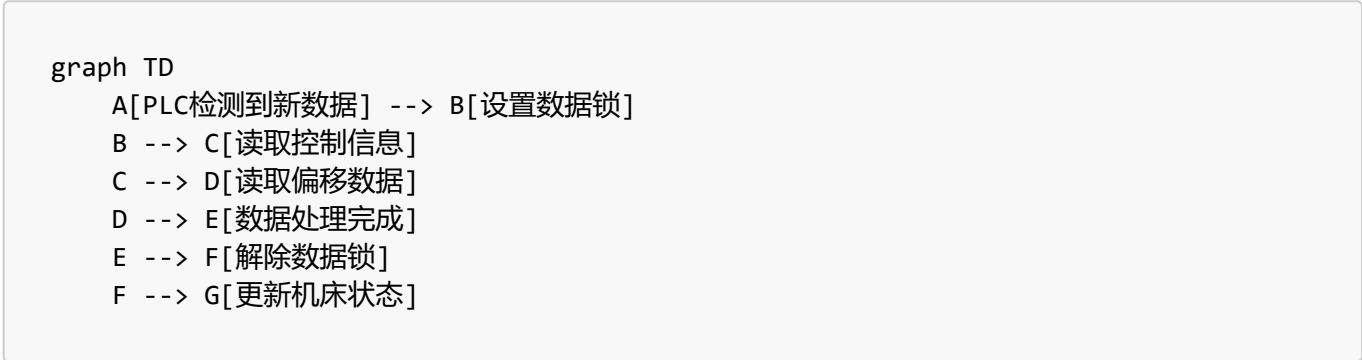 graph TD
    A[PLC检测到新数据] --> B[设置数据锁]
    B --> C[读取控制信息]
    C --> D[读取偏移数据]
    D --> E[数据处理完成]
    E --> F[解除数据锁]
    F --> G[更新机床状态]